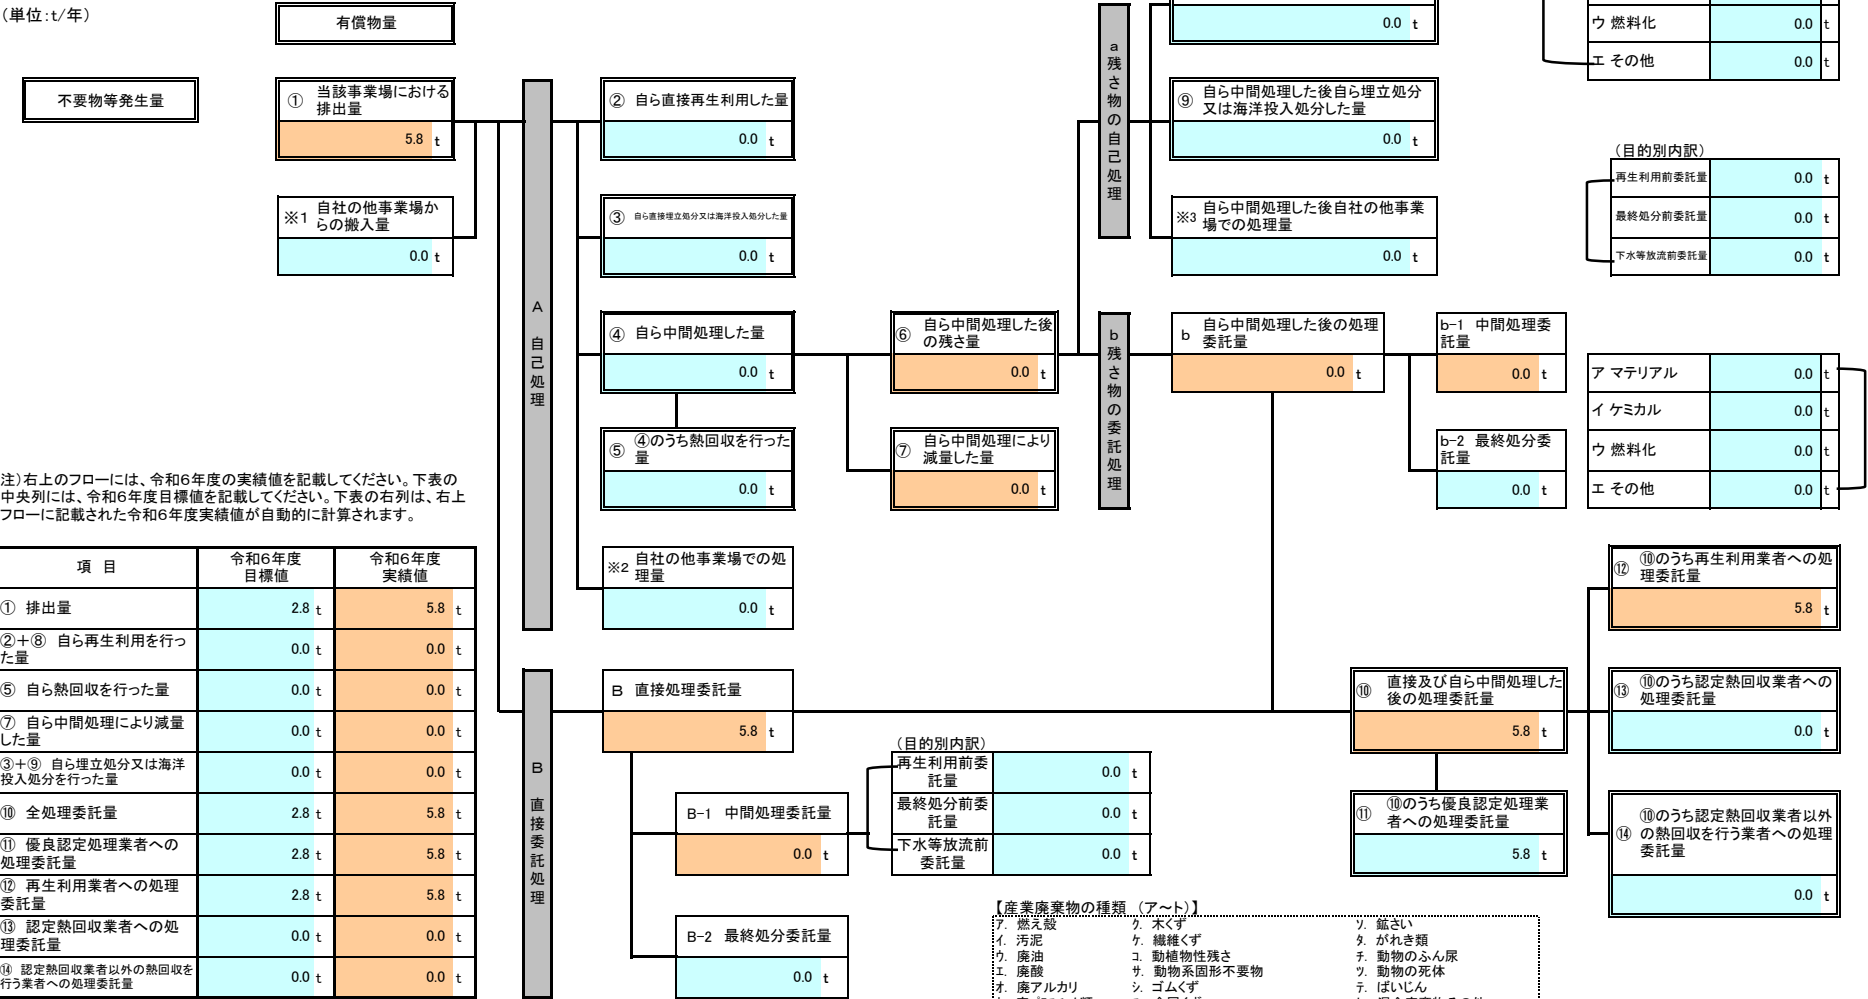 （単位:t/年）
有償物量
不要物等発生量
① 当該事業場における
排出量
5.8 t
※1 自社の他事業場か
らの搬入量
0.0 t
A 自己処理
② 自ら直接再生利用した量
0.0 t
③ 自ら直接埋立処分又は海洋投入処分した量
0.0 t
④ 自ら中間処理した量
0.0 t
⑤ ④のうち熱回収を行った
量
0.0 t
※2 自社の他事業場での処
理量
0.0 t
⑥ 自ら中間処理した後
の残さ量
0.0 t
⑦ 自ら中間処理により
減量した量
0.0 t
a 残さ物の自己処理
0.0 t
⑨ 自ら中間処理した後自ら埋立処分
又は海洋投入処分した量
0.0 t
※3 自ら中間処理した後自社の他事業
場での処理量
0.0 t
b 残さ物の委託処理
b 自ら中間処理した後の処理
委託量
0.0 t
b-1 中間処理委
託量
0.0 t
b-2 最終処分委
託量
0.0 t
ウ 燃料化 0.0 t
エ その他 0.0 t
（目的別内訳）
再生利用前委託量 0.0 t
最終処分前委託量 0.0 t
下水等放流前委託量 0.0 t
ア マテリアル 0.0 t
イ ケミカル 0.0 t
ウ 燃料化 0.0 t
エ その他 0.0 t
注）右上のフローには、令和6年度の実績値を記載してください。下表の
中央列には、令和6年度目標値を記載してください。下表の右列は、右上
フローに記載された令和6年度実績値が自動的に計算されます。
項 目 令和6年度
目標値 令和6年度
実績値
① 排出量 2.8 t 5.8 t
②＋⑧ 自ら再生利用を行っ
た量 0.0 t 0.0 t
⑤ 自ら熱回収を行った量 0.0 t 0.0 t
⑦ 自ら中間処理により減量
した量 0.0 t 0.0 t
③＋⑨ 自ら埋立処分又は海洋
投入処分を行った量 0.0 t 0.0 t
⑩ 全処理委託量 2.8 t 5.8 t
⑪ 優良認定処理業者への
処理委託量 2.8 t 5.8 t
⑫ 再生利用業者への処理
委託量 2.8 t 5.8 t
⑬ 認定熱回収業者への処
理委託量 0.0 t 0.0 t
⑭ 認定熱回収業者以外の熱回収を
行う業者への処理委託量 0.0 t 0.0 t
B 直接委託処理
B 直接処理委託量
5.8 t
B-1 中間処理委託量
0.0 t
B-2 最終処分委託量
0.0 t
（目的別内訳）
再生利用前委
託量 0.0 t
最終処分前委
託量 0.0 t
下水等放流前
委託量 0.0 t
⑩ 直接及び自ら中間処理した
後の処理委託量
5.8 t
⑪ ⑩のうち優良認定処理業
者への処理委託量
5.8 t
⑫ ⑩のうち再生利用業者への処
理委託量
5.8 t
⑬ ⑩のうち認定熱回収業者への
処理委託量
0.0 t
⑭ ⑩のうち認定熱回収業者以外
の熱回収を行う業者への処理
委託量
0.0 t
【産業廃棄物の種類 （ア～ト）】
ア. 燃え殻 ク. 木くず ソ. 鉱さい
イ. 汚泥 ケ. 繊維くず タ. がれき類
ウ. 廃油 コ. 動植物性残さ チ. 動物のふん尿
エ. 廃酸 サ. 動物系固形不要物 ツ. 動物の死体
オ. 廃アルカリ シ. ゴムくず テ. ばいじん